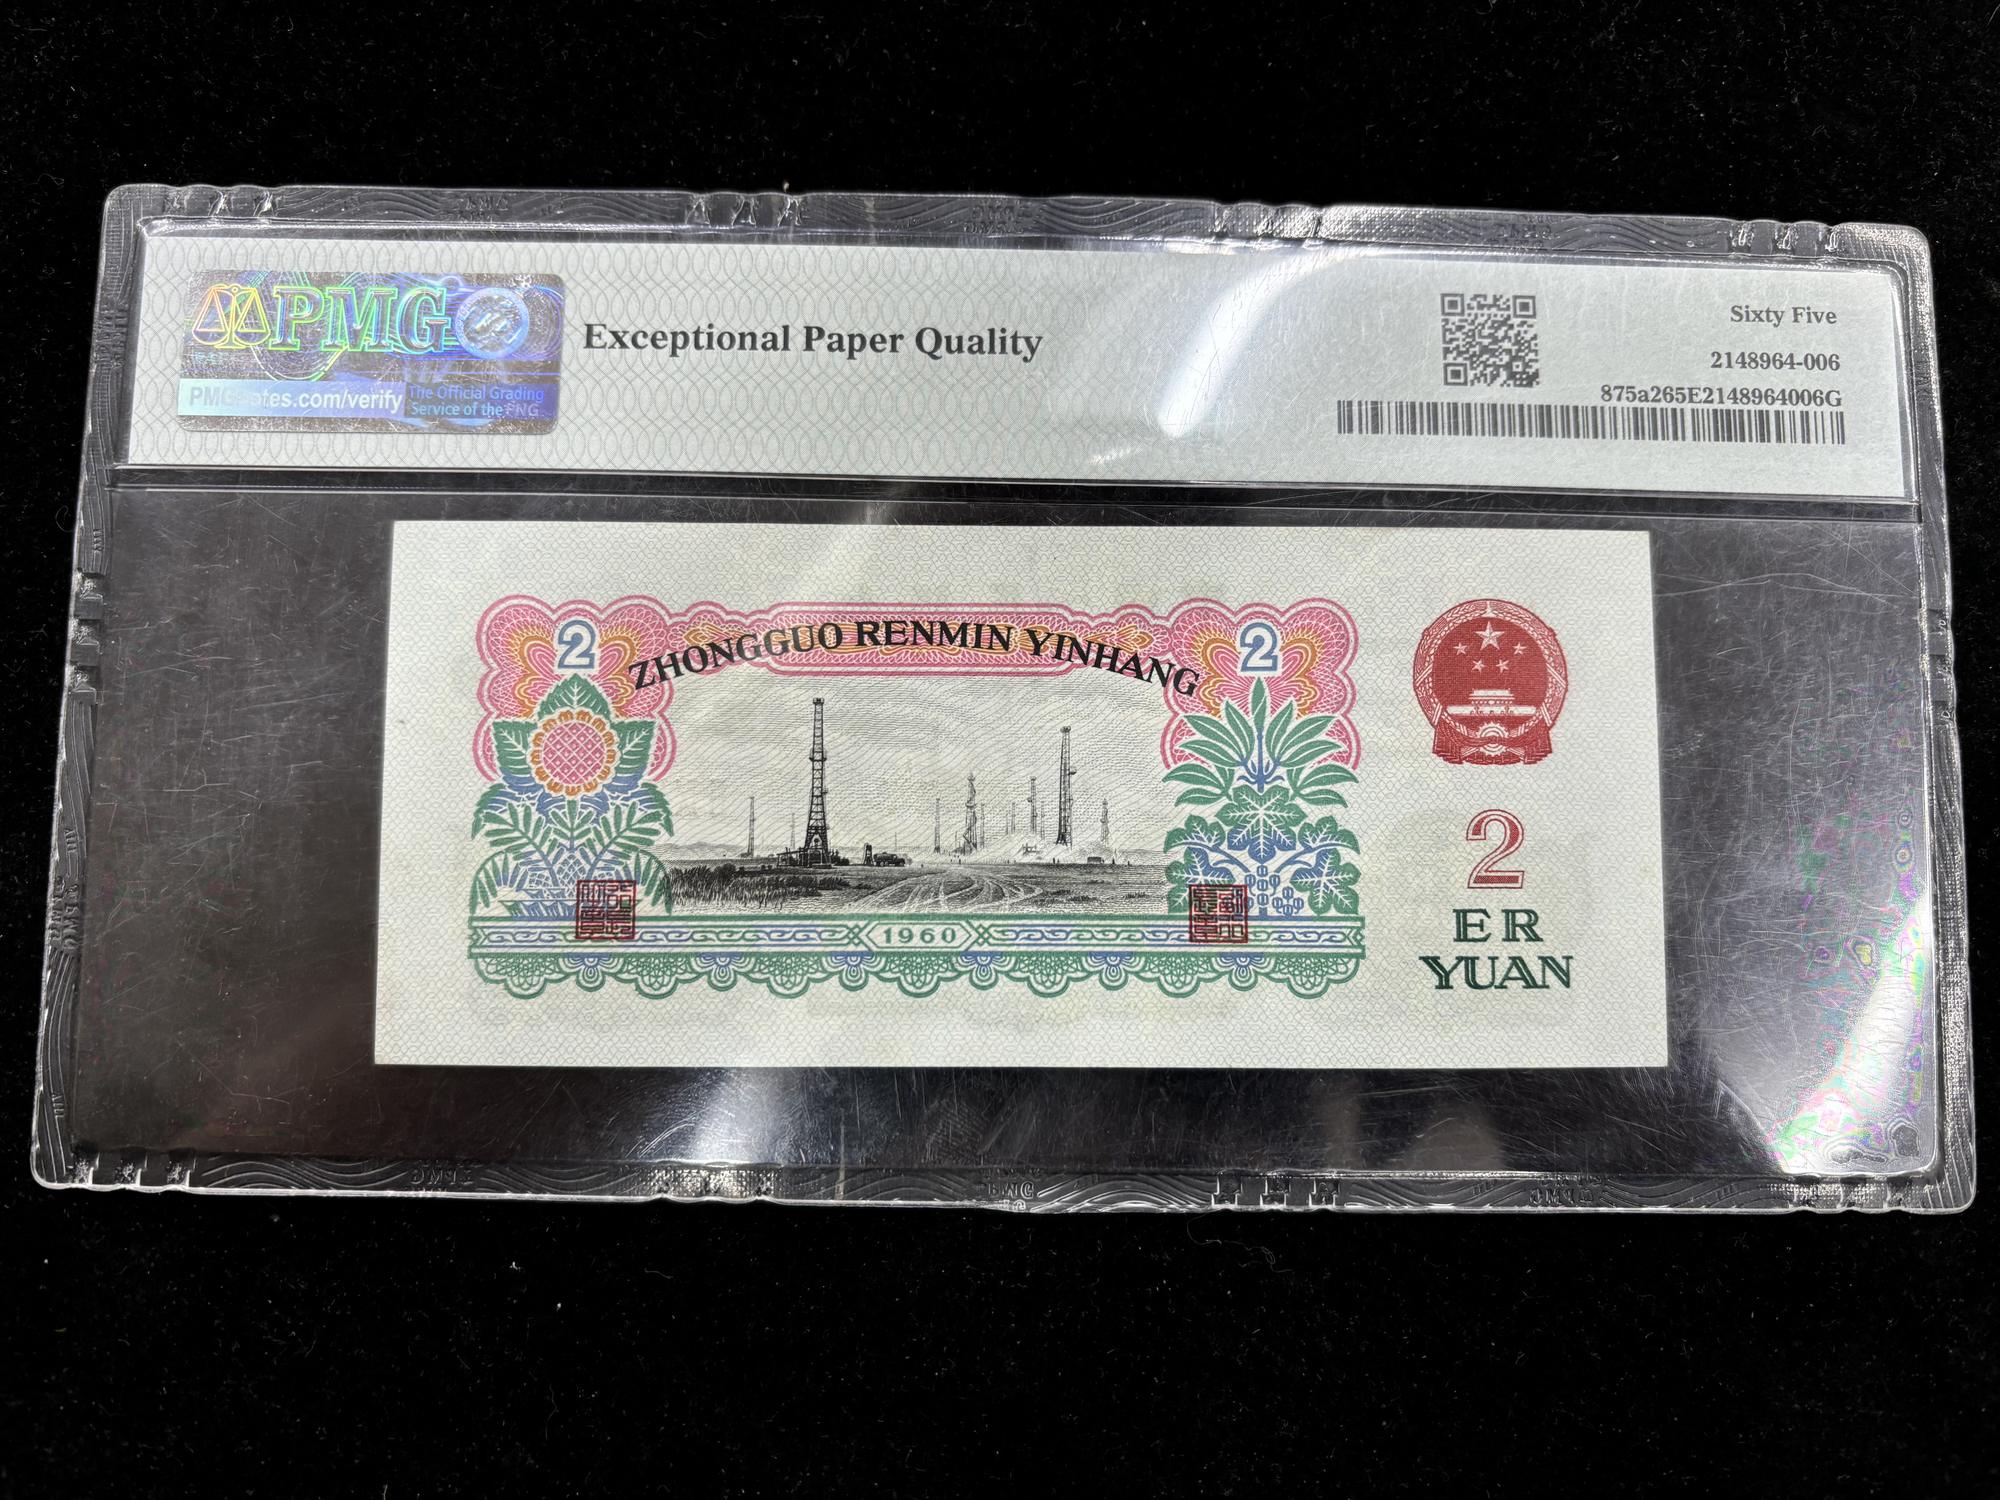 PMG
PMGnotes.com/verify
The Official Grading
Service of the PNG
Exceptional Paper Quality
Sixty Five
2148964-006
875a265E2148964006G
2
2
ZHONGGUO RENMIN YINHANG
1960
2
ER
YUAN